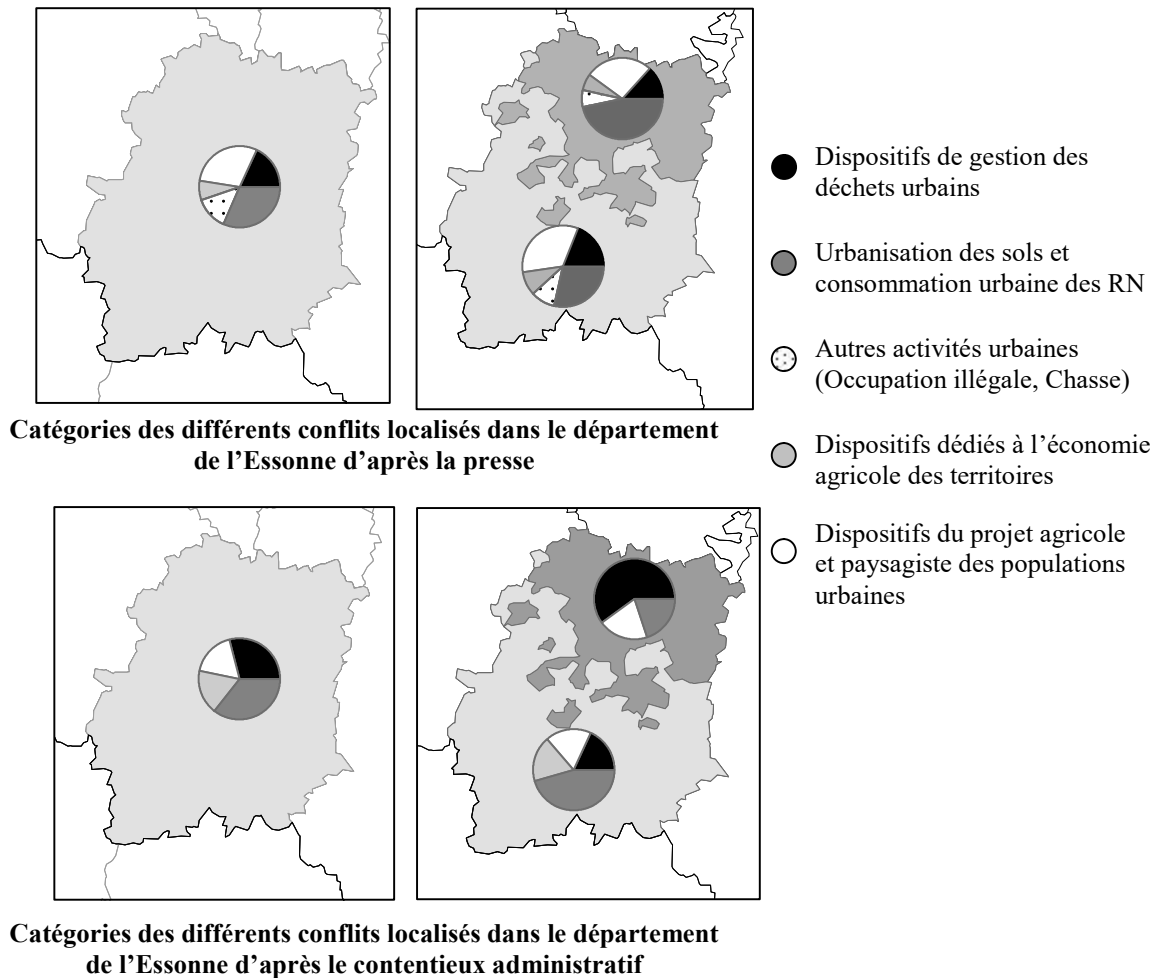 Dispositifs de gestion des
déchets urbains
Urbanisation des sols et
consommation urbaine des RN
Autres activités urbaines
(Occupation illégale, Chasse)
Dispositifs dédiés à l’économie
agricole des territoires
Dispositifs du projet agricole
et paysagiste des populations
urbaines
Catégories des différents conflits localisés dans le département
de l’Essonne d’après la presse
Catégories des différents conflits localisés dans le département
de l’Essonne d’après le contentieux administratif